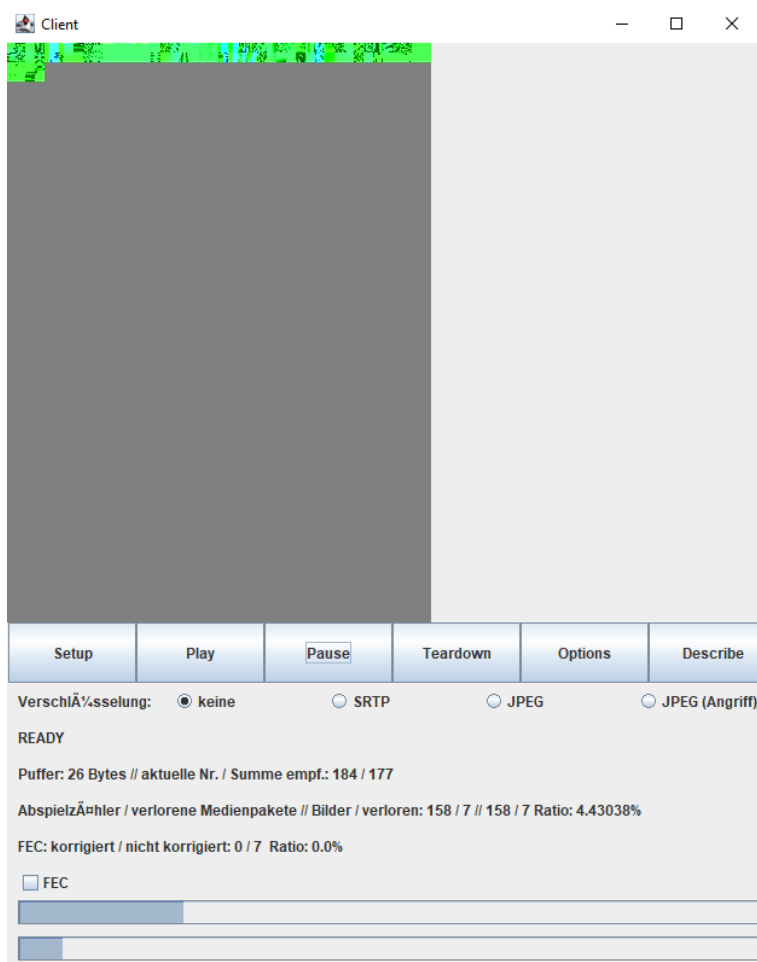 Client
Setup Play Pause Teardown Options Describe
VerschlÃ¼sselung: keine SRTP JPEG JPEG (Angriff)
READY
Puffer: 26 Bytes // aktuelle Nr. / Summe empf.: 184 / 177
AbspielzÃ¤hler / verlorene Medienpakete // Bilder / verloren: 158 / 7 // 158 / 7 Ratio: 4.43038%
FEC: korrigiert / nicht korrigiert: 0 / 7 Ratio: 0.0%
FEC